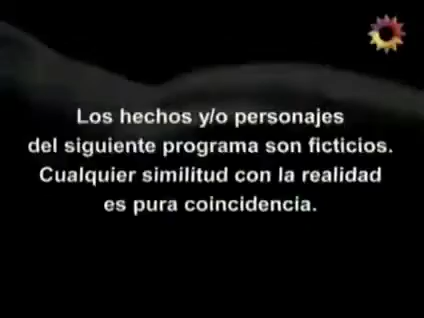 Los hechos y/o personajes
del siguiente programa son ficticios.
Cualquier similitud con la realidad
es pura coincidencia.